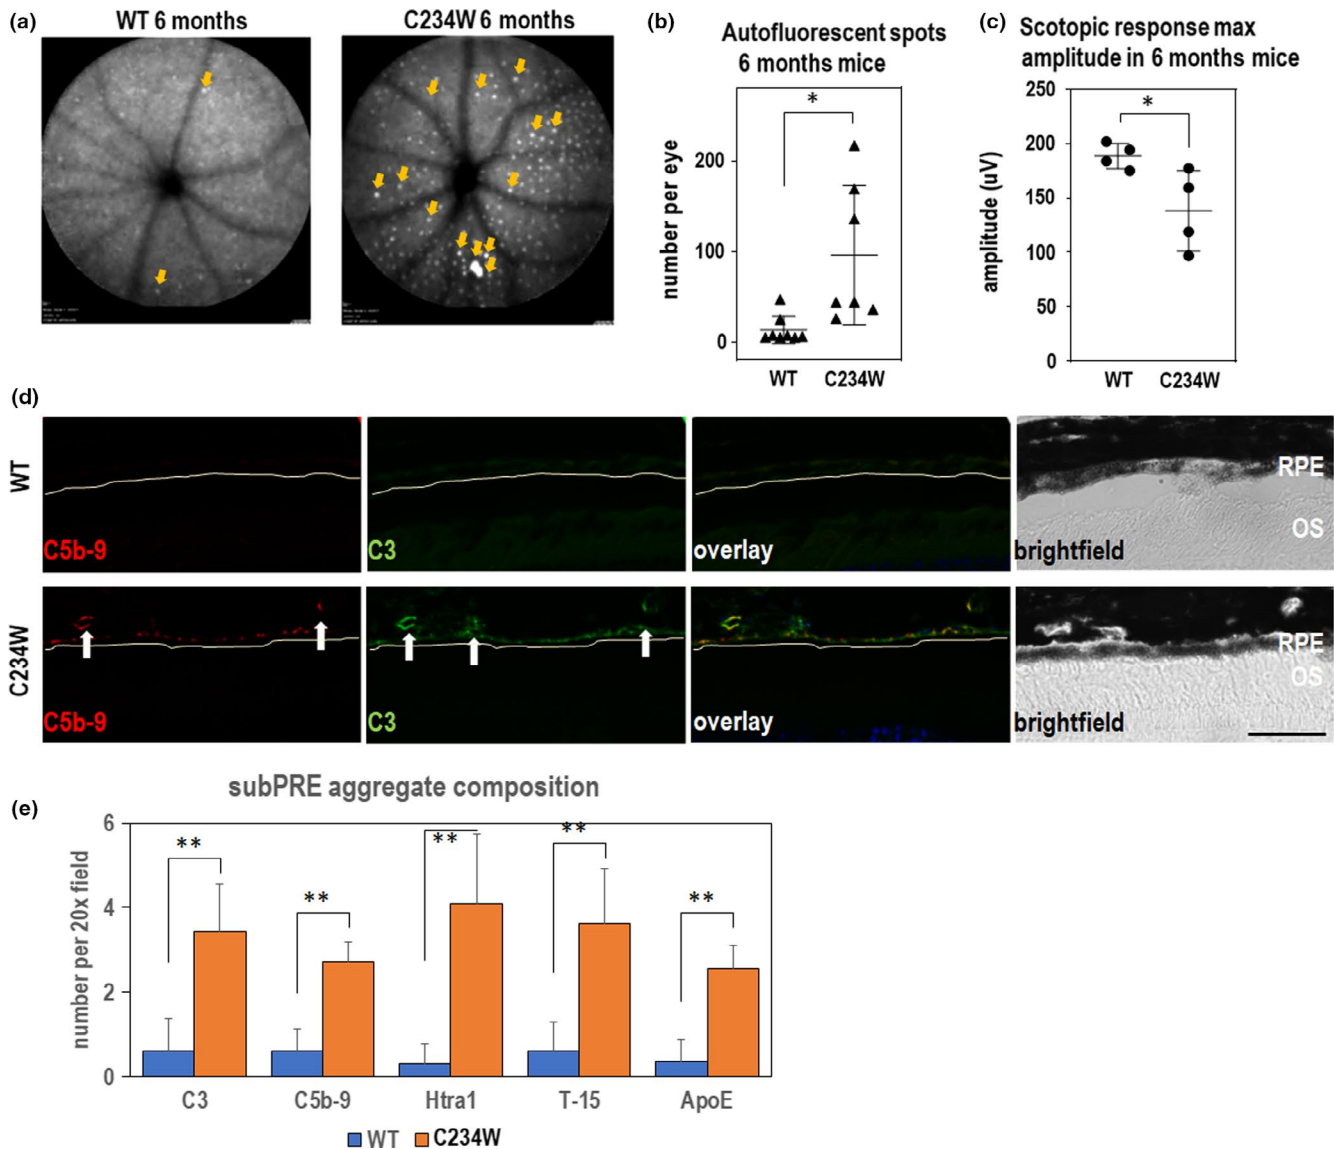 (a)
WT 6 months
C234W 6 months
(b)
Autofluorescent spots
6 months mice
*
number per eye
200
100
0
WT
C234W
(c)
Scotopic response max
amplitude in 6 months mice
*
amplitude (uV)
250
200
150
100
50
0
WT
C234W
(d)
WT
C5b-9
C3
overlay
RPE
OS
brightfield
C234W
C5b-9
C3
overlay
RPE
OS
brightfield
(e)
subPRE aggregate composition
number per 20x field
6
4
2
0
**
**
**
**
**
C3
C5b-9
Htra1
T-15
ApoE
WT
C234W